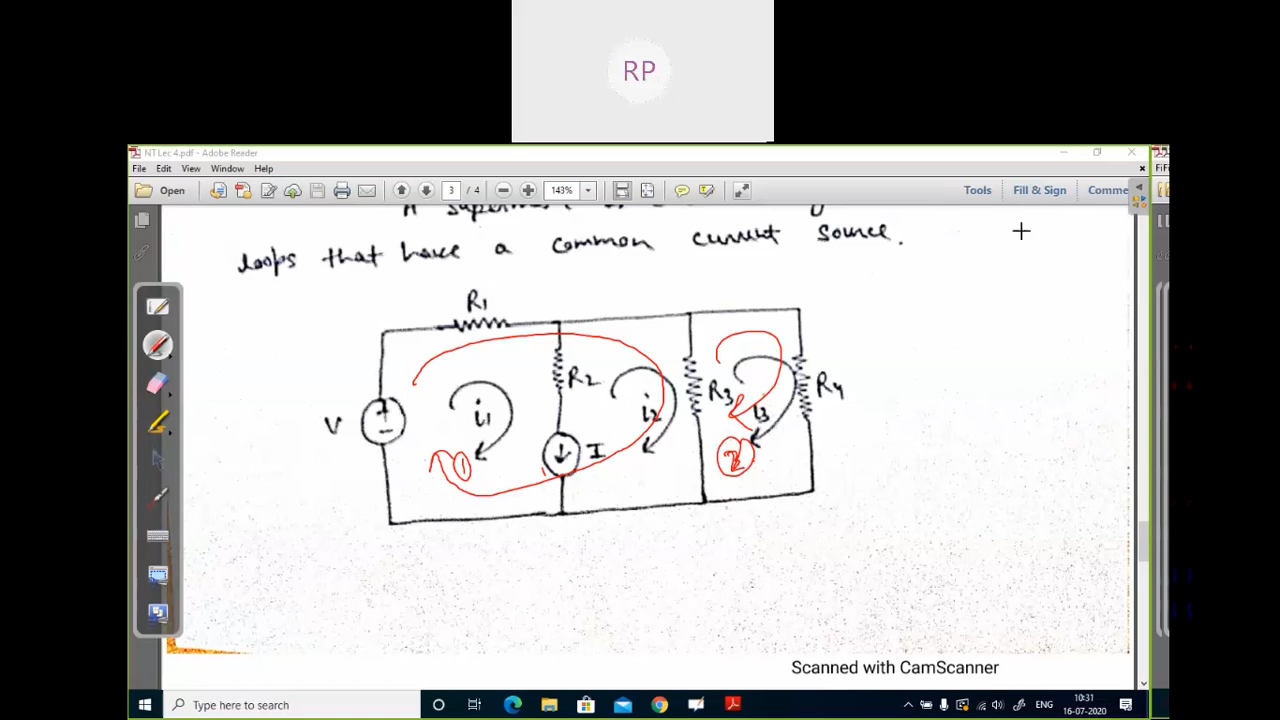 RP
NT Lec 4.pdf - Adobe Reader
File Edit View Window Help
Open 3 / 4 143% Tools Fill & Sign Comme
loops that have a common current source.
R1
R2
R3
R4
V
+
-
i1
i2
i3
I
1
2
Scanned with CamScanner
Type here to search
ENG
10:31
16-07-2020